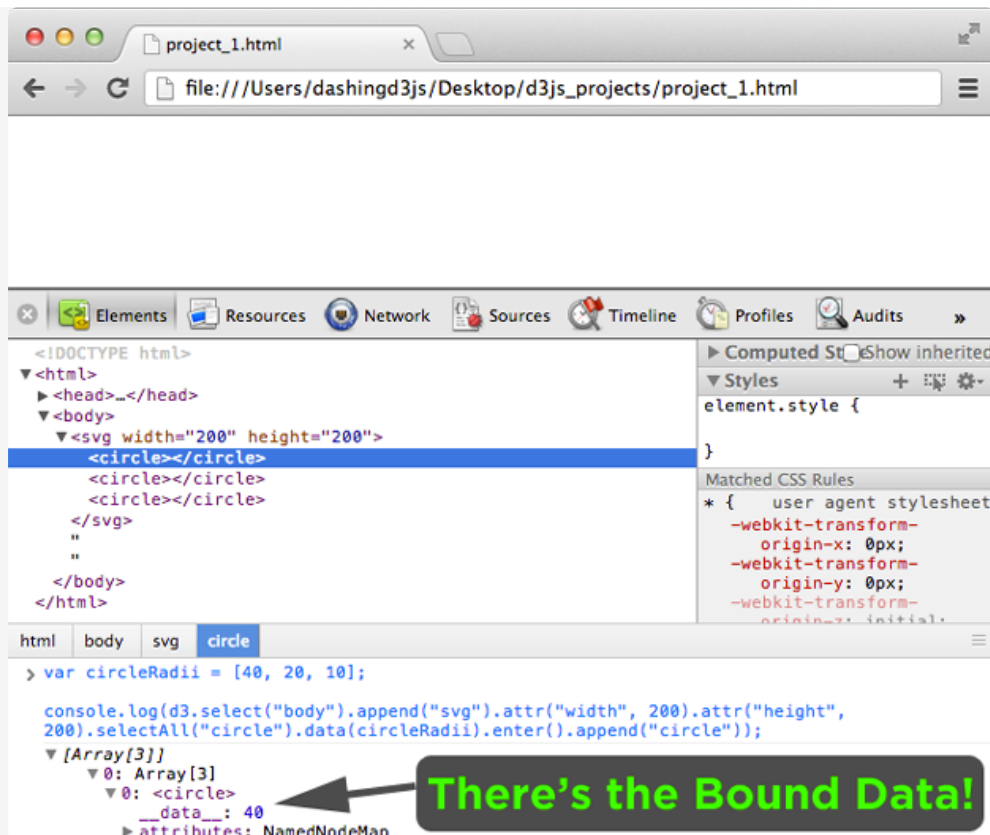 project_1.html
file:///Users/dashingd3js/Desktop/d3js_projects/project_1.html
Elements Resources Network Sources Timeline Profiles Audits »
<!DOCTYPE html>
▼<html>
▶<head>…</head>
▼<body>
▼<svg width="200" height="200">
<circle></circle>
<circle></circle>
<circle></circle>
</svg>
"
"
</body>
</html>
▶ Computed St Show inherited
▼ Styles
element.style {
}
Matched CSS Rules
* { user agent stylesheet
-webkit-transform-
origin-x: 0px;
-webkit-transform-
origin-y: 0px;
-webkit-transform-
origin-z: initial;
html body svg circle
> var circleRadii = [40, 20, 10];
console.log(d3.select("body").append("svg").attr("width", 200).attr("height",
200).selectAll("circle").data(circleRadii).enter().append("circle"));
▼ [Array[3]]
▼ 0: Array[3]
▼ 0: <circle>
__data__: 40
▶ attributes: NamedNodeMap
There's the Bound Data!